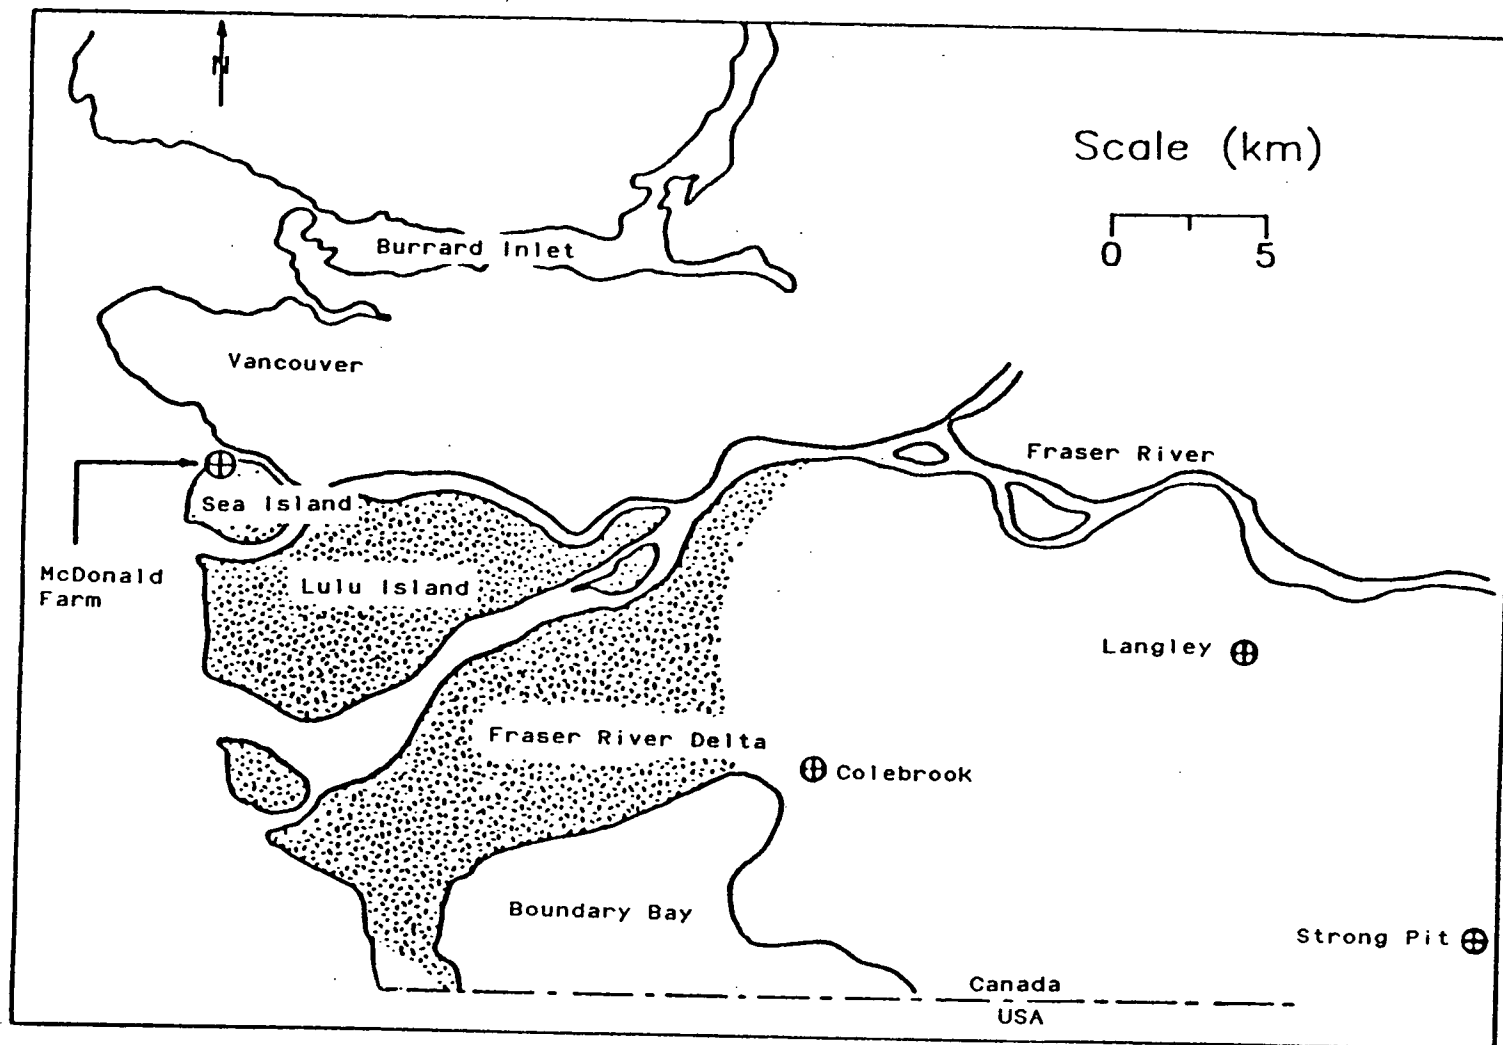 N
Scale (km)
0 5
Burrard Inlet
Vancouver
Fraser River
Sea Island
McDonald
Farm
Lulu Island
Langley
Fraser River Delta
Colebrook
Boundary Bay
Strong Pit
Canada
USA